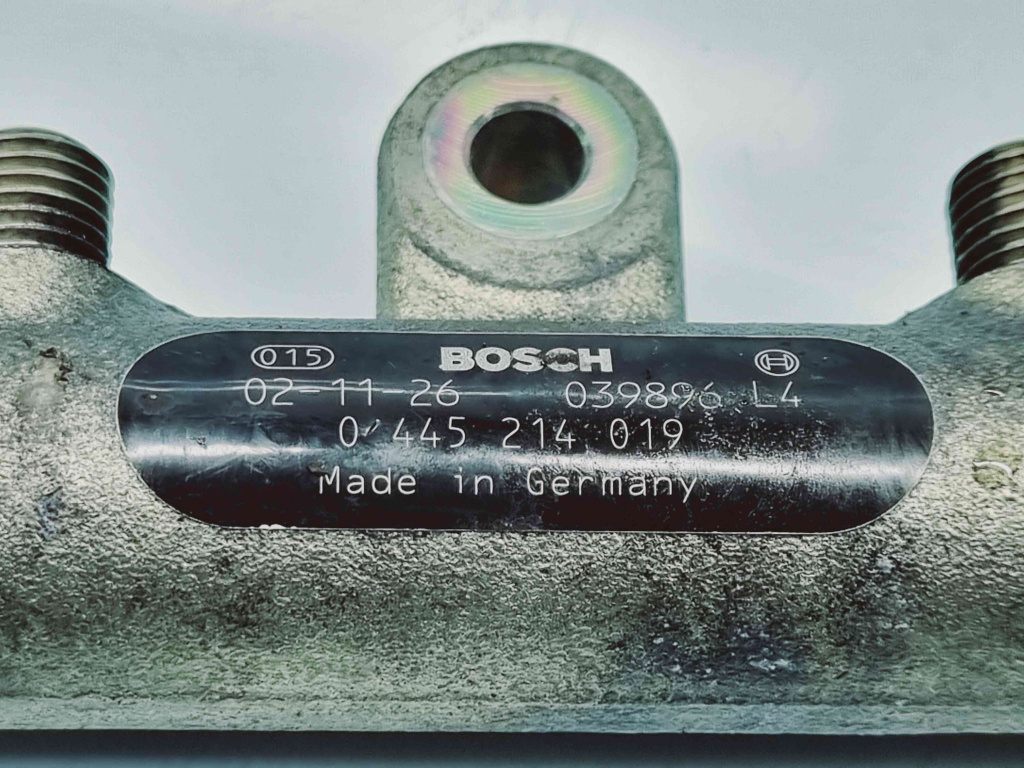 015 BOSCH
02-11-26 039896 L4
0 445 214 019
Made in Germany